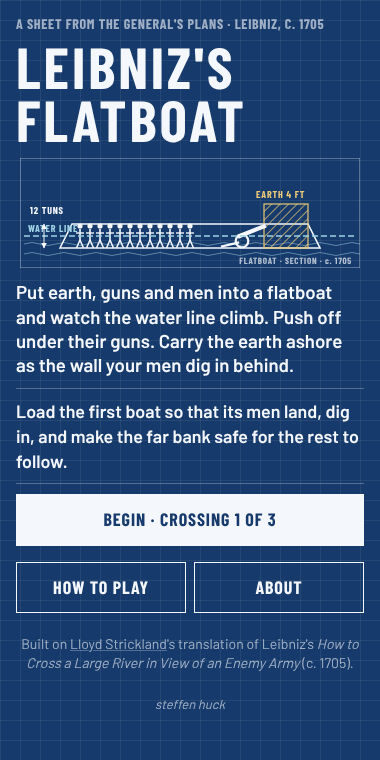 A SHEET FROM THE GENERAL'S PLANS · LEIBNIZ, C. 1705
LEIBNIZ'S
FLATBOAT
EARTH 4 FT
12 TUNS
WATER LINE
FLATBOAT · SECTION · c. 1705
Put earth, guns and men into a flatboat
and watch the water line climb. Push off
under their guns. Carry the earth ashore
as the wall your men dig in behind.
Load the first boat so that its men land, dig
in, and make the far bank safe for the rest to
follow.
BEGIN · CROSSING 1 OF 3
HOW TO PLAY
ABOUT
Built on Lloyd Strickland's translation of Leibniz's How to
Cross a Large River in View of an Enemy Army (c. 1705).
steffen huck